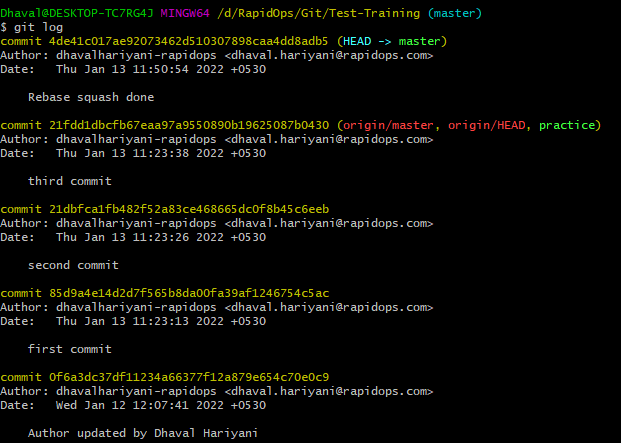 Dhaval@DESKTOP-TC7RG4J MINGW64 /d/RapidOps/Git/Test-Training (master)
$ git log
commit 4de41c017ae92073462d510307898caa4dd8adb5 (HEAD -> master)
Author: dhavalhariyani-rapidops <dhaval.hariyani@rapidops.com>
Date:   Thu Jan 13 11:50:54 2022 +0530
    Rebase squash done
commit 21fdd1dbcfb67eaa97a9550890b19625087b0430 (origin/master, origin/HEAD, practice)
Author: dhavalhariyani-rapidops <dhaval.hariyani@rapidops.com>
Date:   Thu Jan 13 11:23:38 2022 +0530
    third commit
commit 21dbfca1fb482f52a83ce468665dc0f8b45c6eeb
Author: dhavalhariyani-rapidops <dhaval.hariyani@rapidops.com>
Date:   Thu Jan 13 11:23:26 2022 +0530
    second commit
commit 85d9a4e14d2d7f565b8da00fa39af1246754c5ac
Author: dhavalhariyani-rapidops <dhaval.hariyani@rapidops.com>
Date:   Thu Jan 13 11:23:13 2022 +0530
    first commit
commit 0f6a3dc37df11234a66377f12a879e654c70e0c9
Author: dhavalhariyani-rapidops <dhaval.hariyani@rapidops.com>
Date:   Wed Jan 12 12:07:41 2022 +0530
    Author updated by Dhaval Hariyani